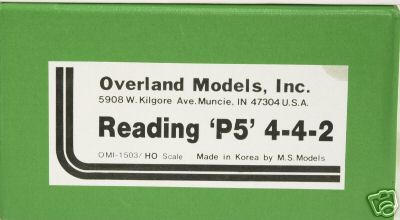 Overland Models, Inc.
5908 W. Kilgore Ave. Muncie, IN 47304 U.S.A.
Reading 'P5' 4-4-2
OMI-1503/ HO Scale Made in Korea by M.S. Models